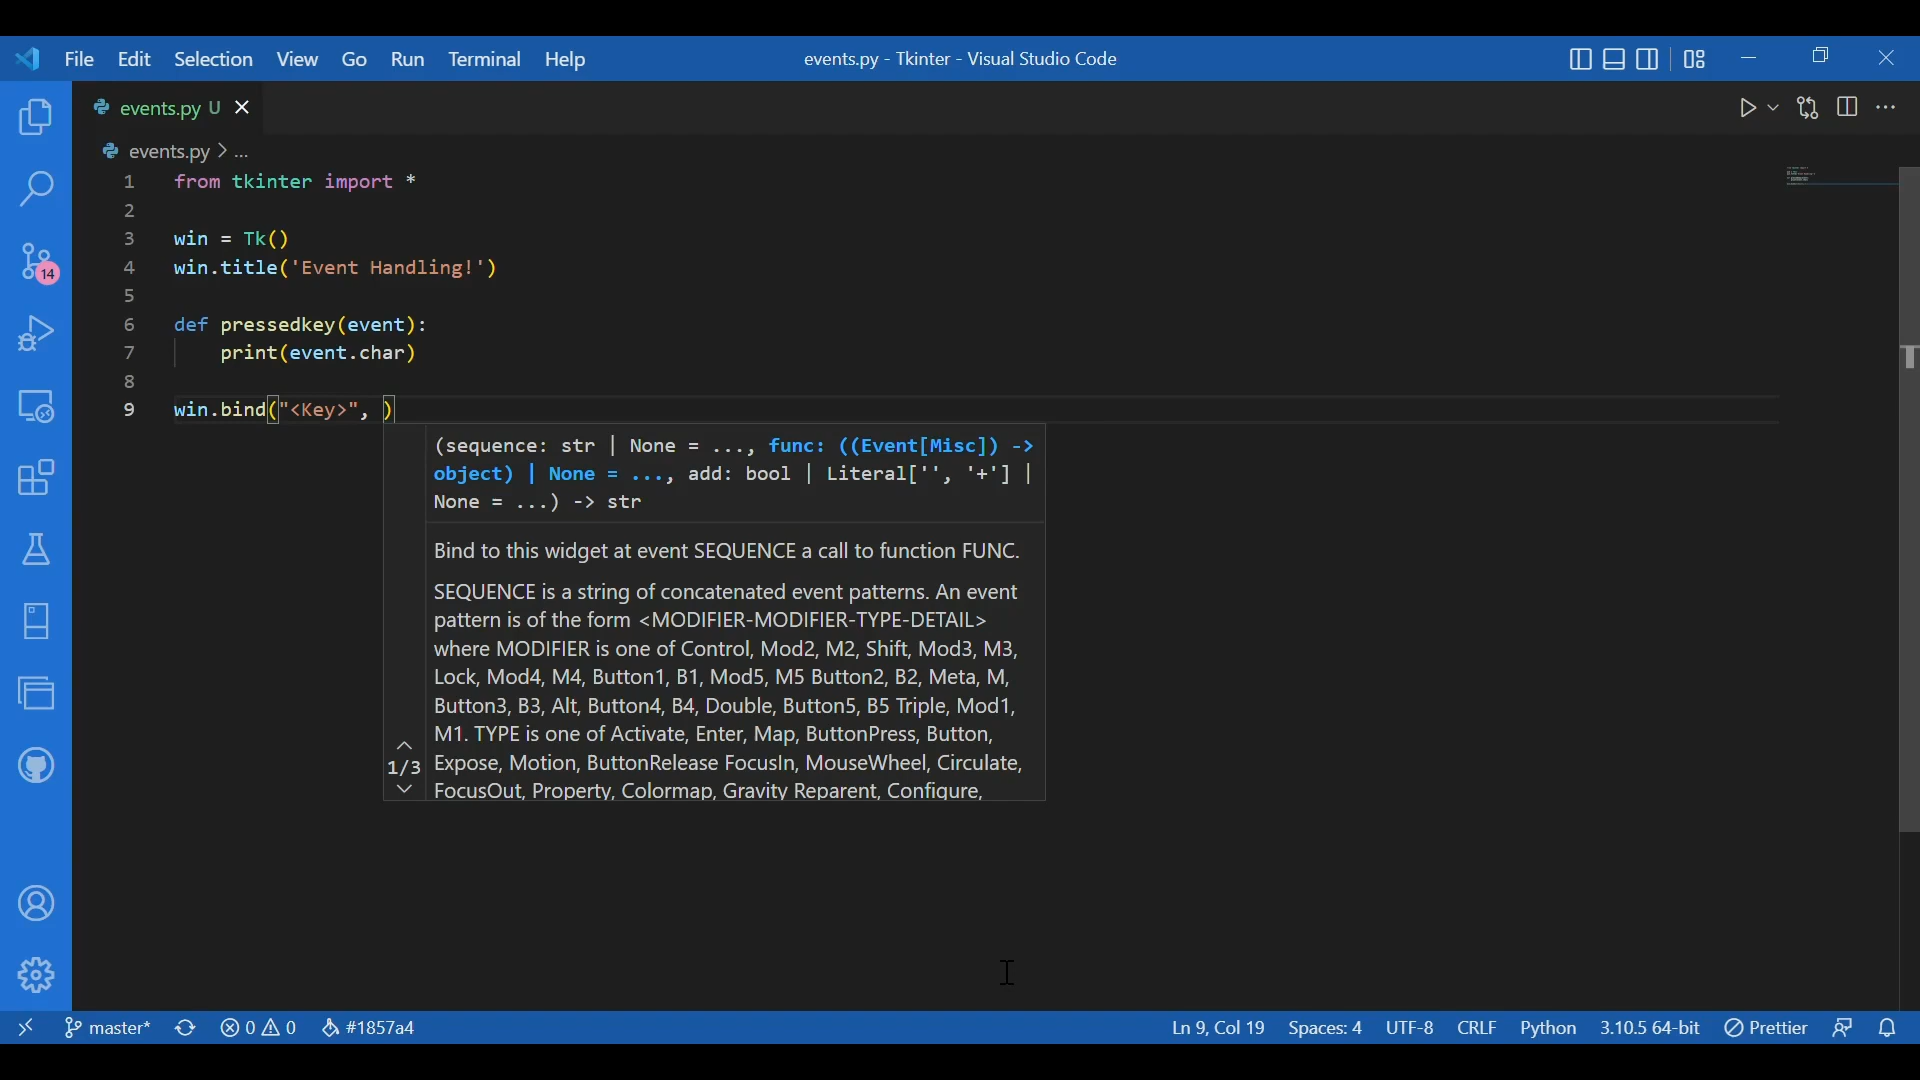 File Edit Selection View Go Run Terminal Help events.py - Tkinter - Visual Studio Code
events.py U
events.py > ...
1 from tkinter import *
2
3 win = Tk()
4 win.title('Event Handling!')
5
6 def pressedkey(event):
7 print(event.char)
8
9 win.bind("<Key>", )
(sequence: str | None = ..., func: ((Event[Misc]) ->
object) | None = ..., add: bool | Literal['', '+'] |
None = ...) -> str
Bind to this widget at event SEQUENCE a call to function FUNC.
SEQUENCE is a string of concatenated event patterns. An event
pattern is of the form <MODIFIER-MODIFIER-TYPE-DETAIL>
where MODIFIER is one of Control, Mod2, M2, Shift, Mod3, M3,
Lock, Mod4, M4, Button1, B1, Mod5, M5 Button2, B2, Meta, M,
Button3, B3, Alt, Button4, B4, Double, Button5, B5 Triple, Mod1,
M1. TYPE is one of Activate, Enter, Map, ButtonPress, Button,
Expose, Motion, ButtonRelease FocusIn, MouseWheel, Circulate,
FocusOut, Property, Colormap, Gravity Reparent, Configure,
1/3
14
master* 0 0 #1857a4 Ln 9, Col 19 Spaces: 4 UTF-8 CRLF Python 3.10.5 64-bit Prettier